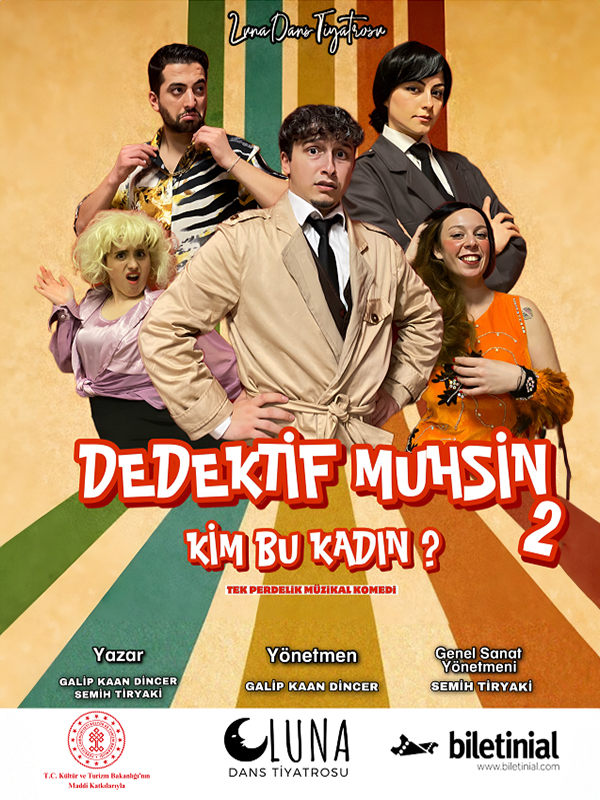 Luna Dans Tiyatrosu
DEDEKTİF MUHSİN
2
KİM BU KADIN ?
TEK PERDELİK MÜZİKAL KOMEDİ
Yazar
GALİP KAAN DİNCER
SEMİH TİRYAKİ
Yönetmen
GALİP KAAN DİNCER
Genel Sanat
Yönetmeni
SEMİH TİRYAKİ
T.C. Kültür ve Turizm Bakanlığı'nın
Maddi Katkılarıyla
LUNA
DANS TİYATROSU
biletinial
www.biletinial.com